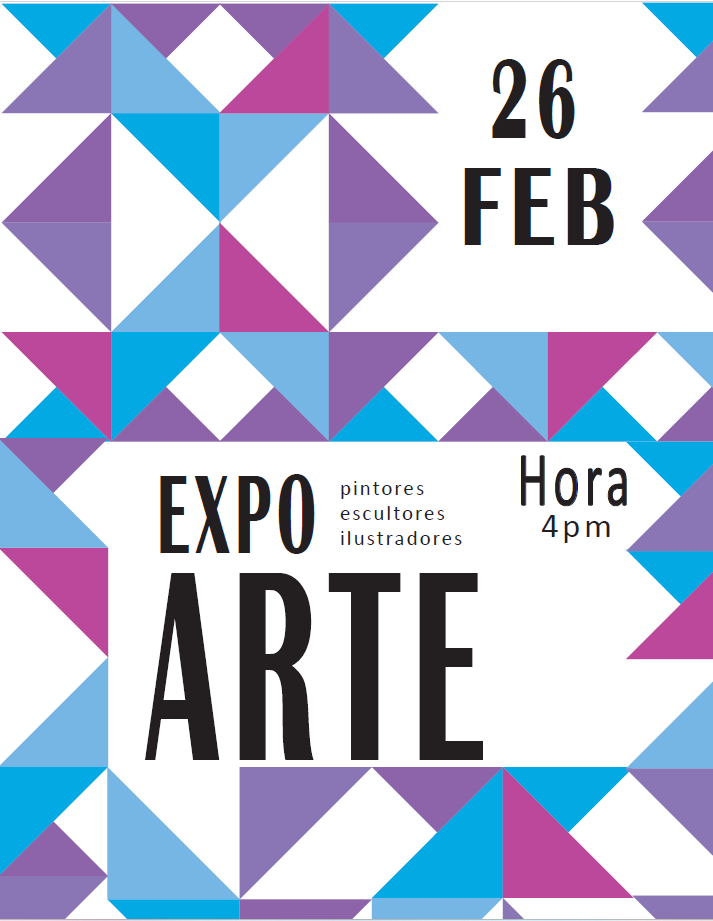 26
FEB
EXPO
pintores
escultores
ilustradores
Hora
4pm
ARTE